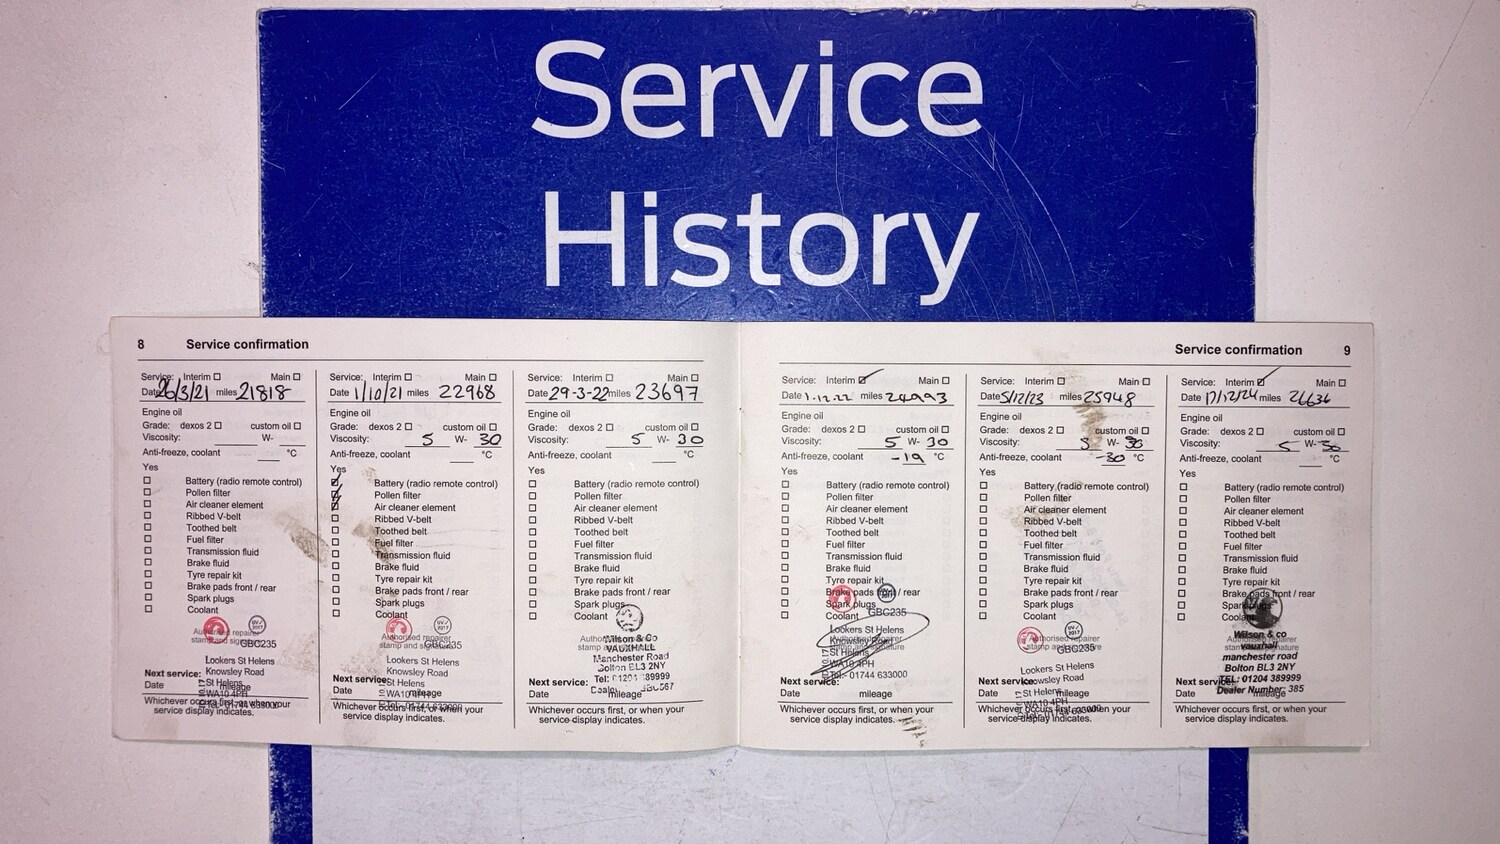 Service
History
8 Service confirmation
Service: Interim Main
Date 26/3/21 miles 21818
Engine oil
Grade: dexos 2 custom oil
Viscosity: W-
Anti-freeze, coolant °C
Yes
Battery (radio remote control)
Pollen filter
Air cleaner element
Ribbed V-belt
Toothed belt
Fuel filter
Transmission fluid
Brake fluid
Tyre repair kit
Brake pads front / rear
Spark plugs
Coolant
Authorised repairer
stamp and
GBC235
Lookers St Helens
Knowsley Road
St Helens
WA10 4PH
Tel: 01744 633000
Next service:
Date mileage
Whichever occurs first, or when your
service display indicates.
Service: Interim Main
Date 1/10/21 miles 22968
Engine oil
Grade: dexos 2 custom oil
Viscosity: 5 W- 30
Anti-freeze, coolant °C
Yes
Battery (radio remote control)
Pollen filter
Air cleaner element
Ribbed V-belt
Toothed belt
Fuel filter
Transmission fluid
Brake fluid
Tyre repair kit
Brake pads front / rear
Spark plugs
Coolant
Authorised repairer
stamp and signature
GBC235
Lookers St Helens
Knowsley Road
St Helens
WA10 4PH
Tel: 01744 633000
Next service:
Date mileage
Whichever occurs first, or when your
service display indicates.
Service: Interim Main
Date 29-3-22 miles 23697
Engine oil
Grade: dexos 2 custom oil
Viscosity: 5 W- 30
Anti-freeze, coolant °C
Yes
Battery (radio remote control)
Pollen filter
Air cleaner element
Ribbed V-belt
Toothed belt
Fuel filter
Transmission fluid
Brake fluid
Tyre repair kit
Brake pads front / rear
Spark plugs
Coolant
Wilson & Co
VAUXHALL
Manchester Road
Bolton BL3 2NY
Tel: 01204 389999
Next service:
Date mileage
Whichever occurs first, or when your
service display indicates.
Service confirmation 9
Service: Interim Main
Date 1.12.22 miles 24993
Engine oil
Grade: dexos 2 custom oil
Viscosity: 5 W- 30
Anti-freeze, coolant -19 °C
Yes
Battery (radio remote control)
Pollen filter
Air cleaner element
Ribbed V-belt
Toothed belt
Fuel filter
Transmission fluid
Brake fluid
Tyre repair kit
Brake pads front / rear
Spark plugs
Coolant
GBC235
Lookers St Helens
Knowsley Road
St Helens
WA10 4PH
Tel: 01744 633000
Next service:
Date mileage
Whichever occurs first, or when your
service display indicates.
Service: Interim Main
Date 5/12/23 miles 25948
Engine oil
Grade: dexos 2 custom oil
Viscosity: 5 W- 30
Anti-freeze, coolant -30 °C
Yes
Battery (radio remote control)
Pollen filter
Air cleaner element
Ribbed V-belt
Toothed belt
Fuel filter
Transmission fluid
Brake fluid
Tyre repair kit
Brake pads front / rear
Spark plugs
Coolant
Authorised repairer
GBC235
Lookers St Helens
Knowsley Road
St Helens
WA10 4PH
Next service:
Date mileage
Whichever occurs first, or when your
service display indicates.
Service: Interim Main
Date 17/12/24 miles 26636
Engine oil
Grade: dexos 2 custom oil
Viscosity: 5 W- 30
Anti-freeze, coolant °C
Yes
Battery (radio remote control)
Pollen filter
Air cleaner element
Ribbed V-belt
Toothed belt
Fuel filter
Transmission fluid
Brake fluid
Tyre repair kit
Brake pads front / rear
Spark plugs
Coolant
Wilson & co
vauxhall
manchester road
Bolton BL3 2NY
TEL: 01204 389999
Dealer Number: 385
Next service:
Date mileage
Whichever occurs first, or when your
service display indicates.